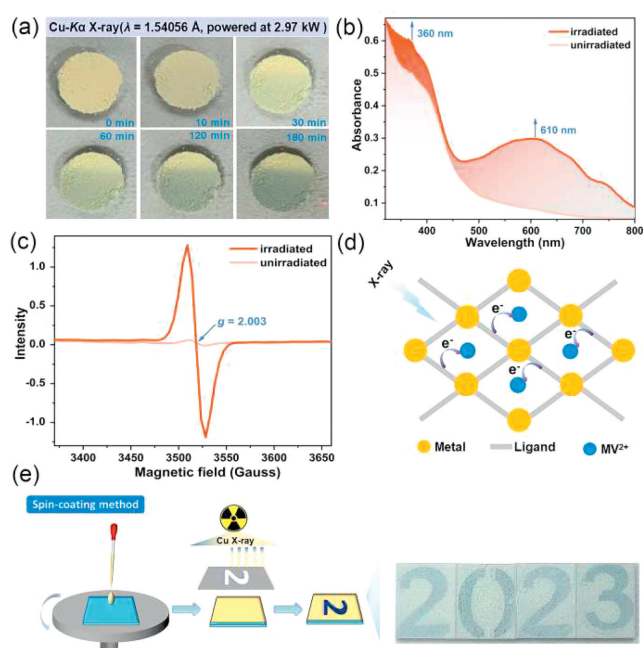 (a)
Cu-Kα X-ray(λ = 1.54056 Å, powered at 2.97 kW )
0 min
10 min
30 min
60 min
120 min
180 min
(b)
360 nm
irradiated
unirradiated
610 nm
Absorbance
0.6
0.5
0.4
0.3
0.2
0.1
400
500
600
700
800
Wavelength (nm)
(c)
irradiated
unirradiated
g = 2.003
Intensity
1.0
0.5
0.0
-0.5
-1.0
3400
3450
3500
3550
3600
3650
Magnetic field (Gauss)
(d)
X-ray
e-
e-
e-
e-
Metal
Ligand
MV2+
(e)
Spin-coating method
Cu X-ray
2
2
2023